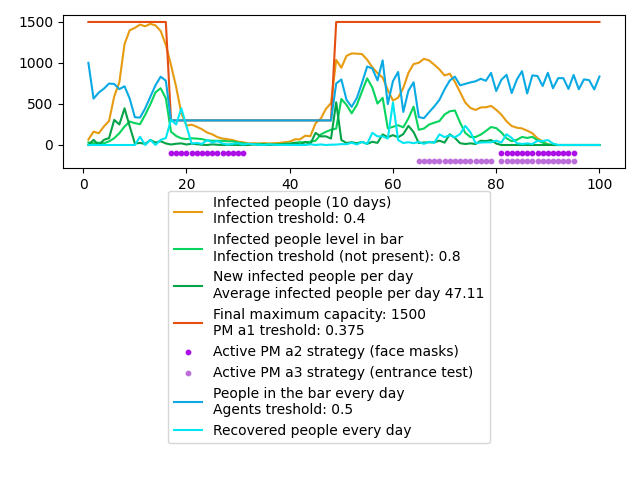 1500
1000
500
0
0
20
40
60
80
100
Infected people (10 days)
Infection treshold: 0.4
Infected people level in bar
Infection treshold (not present): 0.8
New infected people per day
Average infected people per day 47.11
Final maximum capacity: 1500
PM a1 treshold: 0.375
Active PM a2 strategy (face masks)
Active PM a3 strategy (entrance test)
People in the bar every day
Agents treshold: 0.5
Recovered people every day